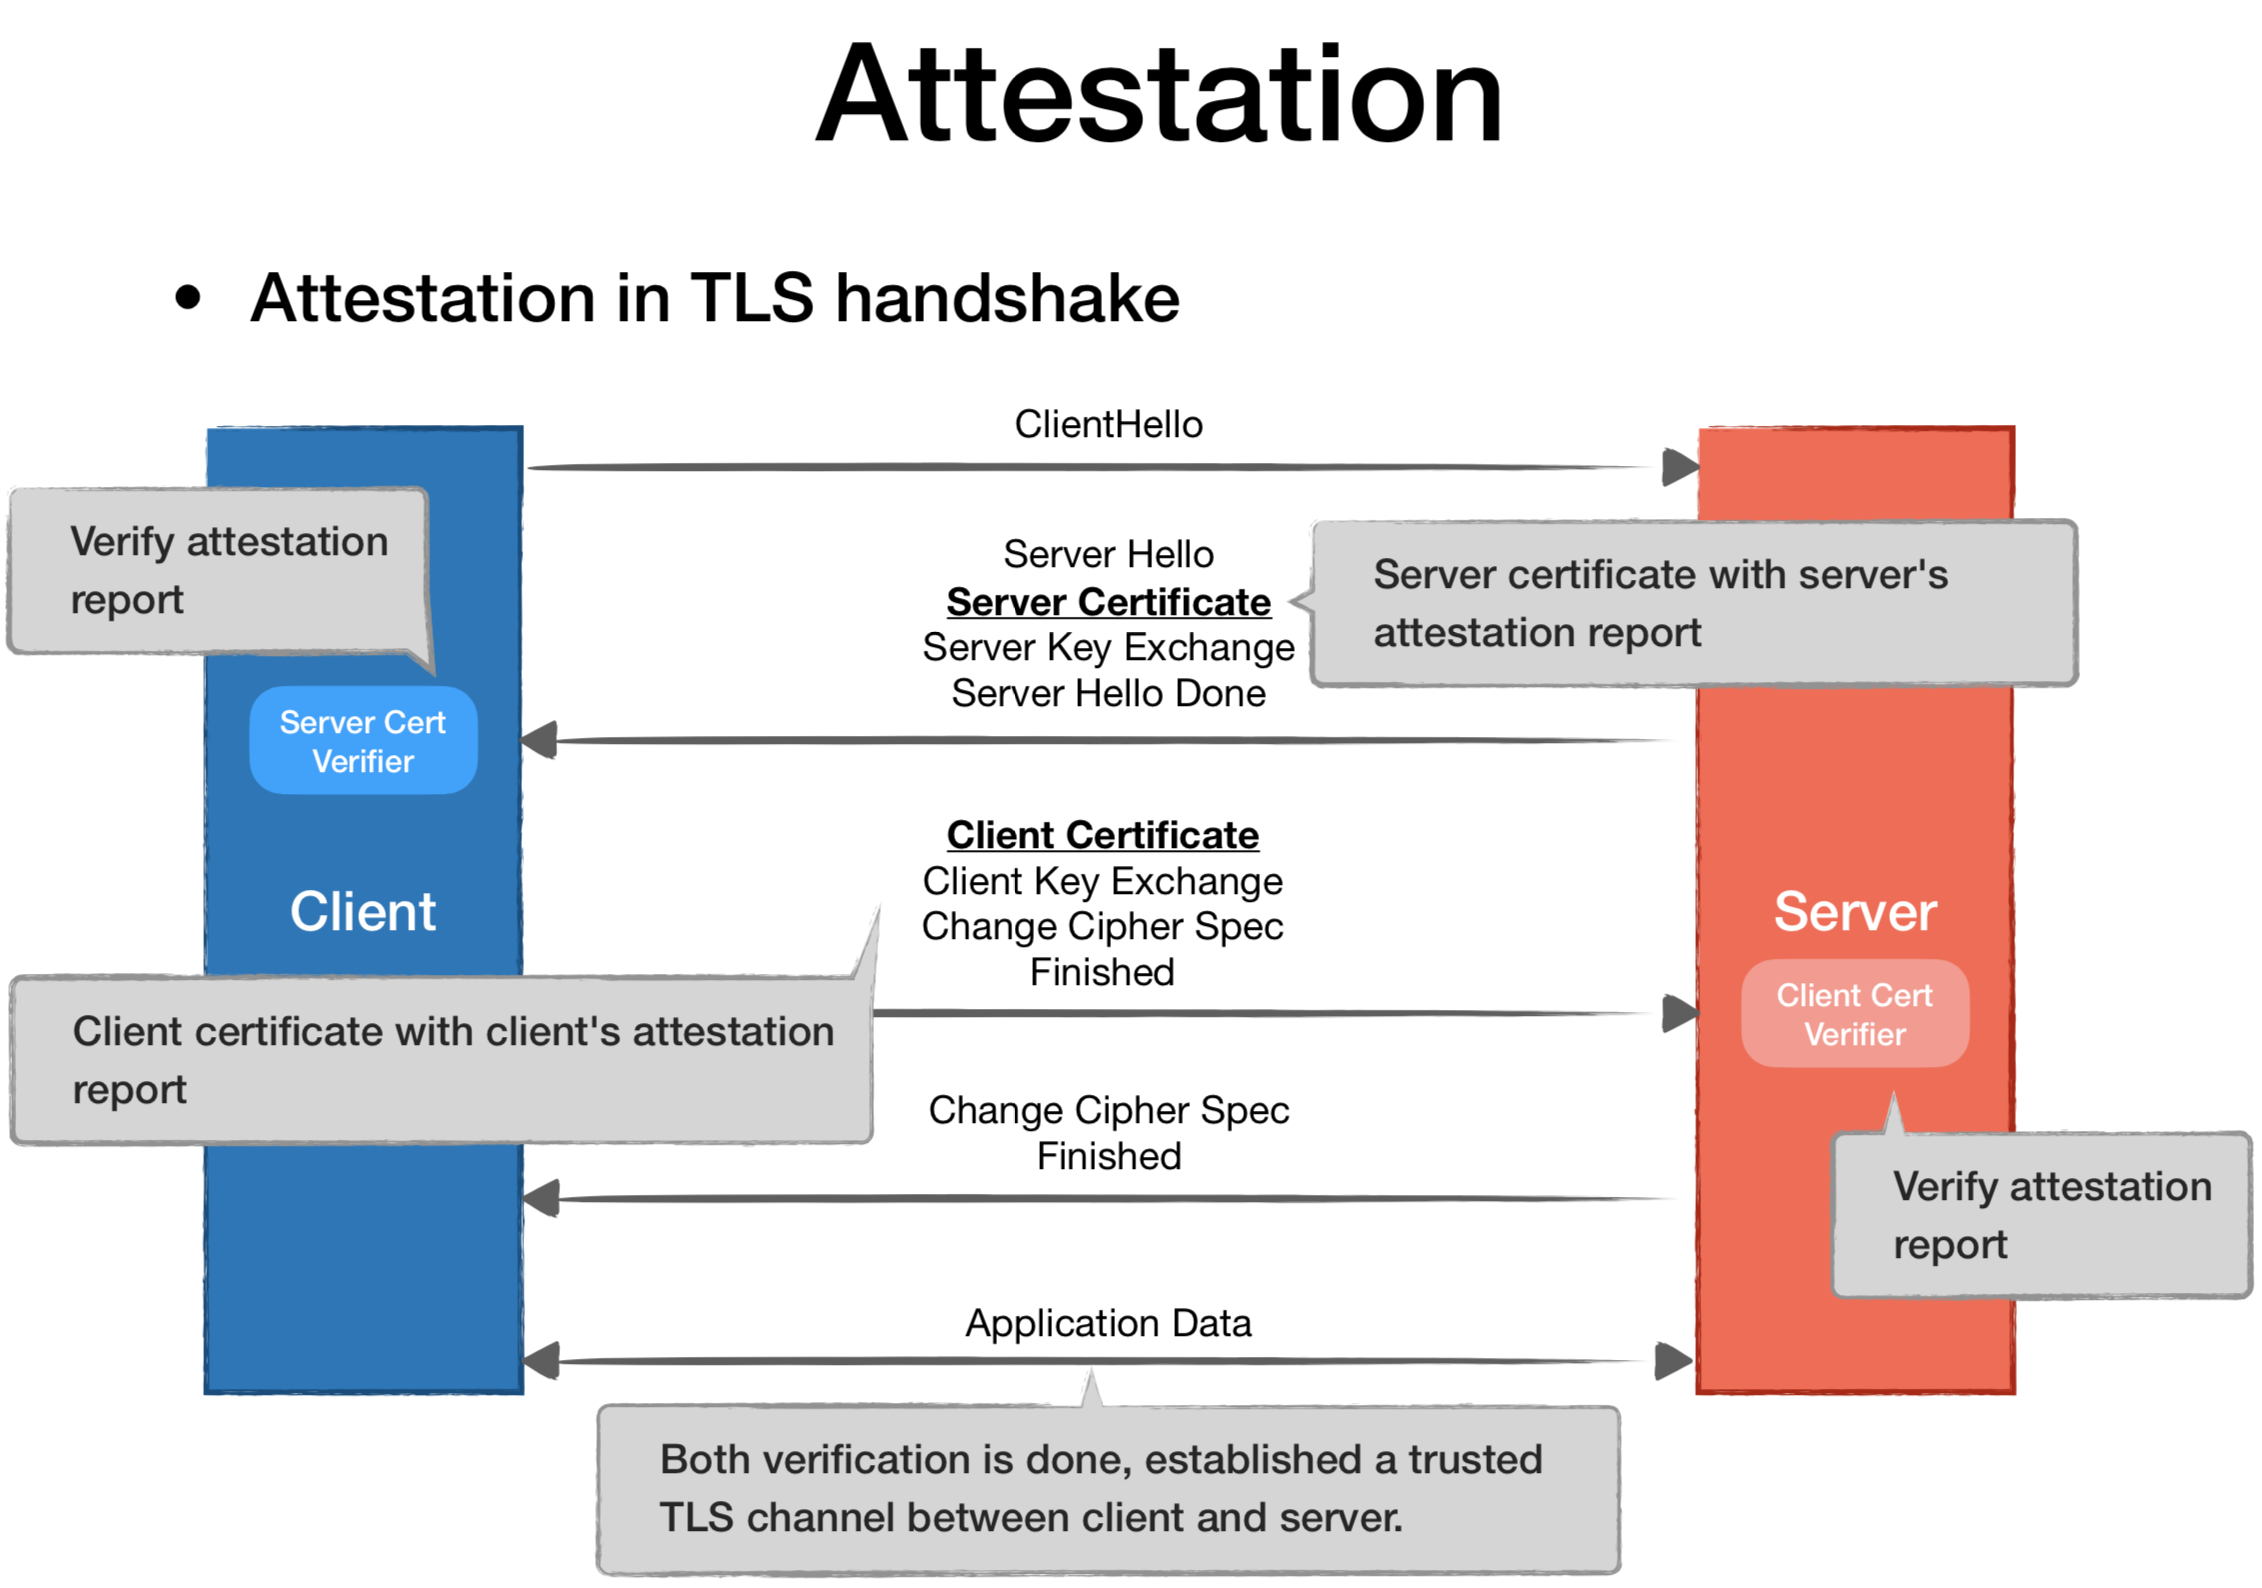 Attestation
• Attestation in TLS handshake
ClientHello
Verify attestation
report
Server Hello
Server Certificate
Server Key Exchange
Server Hello Done
Server certificate with server's
attestation report
Server Cert
Verifier
Client Certificate
Client Key Exchange
Change Cipher Spec
Finished
Client
Server
Client Cert
Verifier
Client certificate with client's attestation
report
Change Cipher Spec
Finished
Verify attestation
report
Application Data
Both verification is done, established a trusted
TLS channel between client and server.